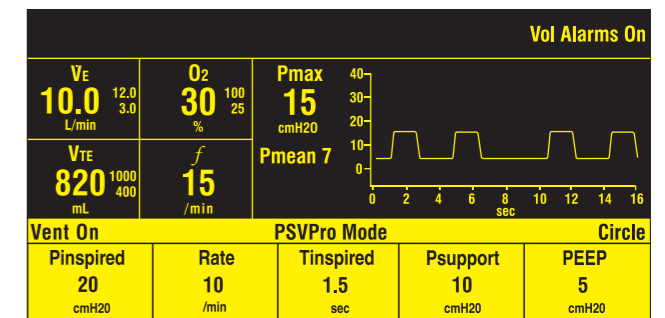 Vol Alarms On
V̇E
10.0 12.0 3.0
L/min
O2
30 100 25
%
Pmax
15
cmH2O
Pmean 7
40
30
20
10
0
0 2 4 6 8 10 12 14 16
sec
VTE
820 1000 400
mL
f
15
/min
Vent On PSVPro Mode Circle
Pinspired Rate Tinspired Psupport PEEP
20 10 1.5 10 5
cmH20 /min sec cmH20 cmH20